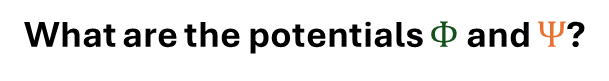 What are the potentials Φ and Ψ?